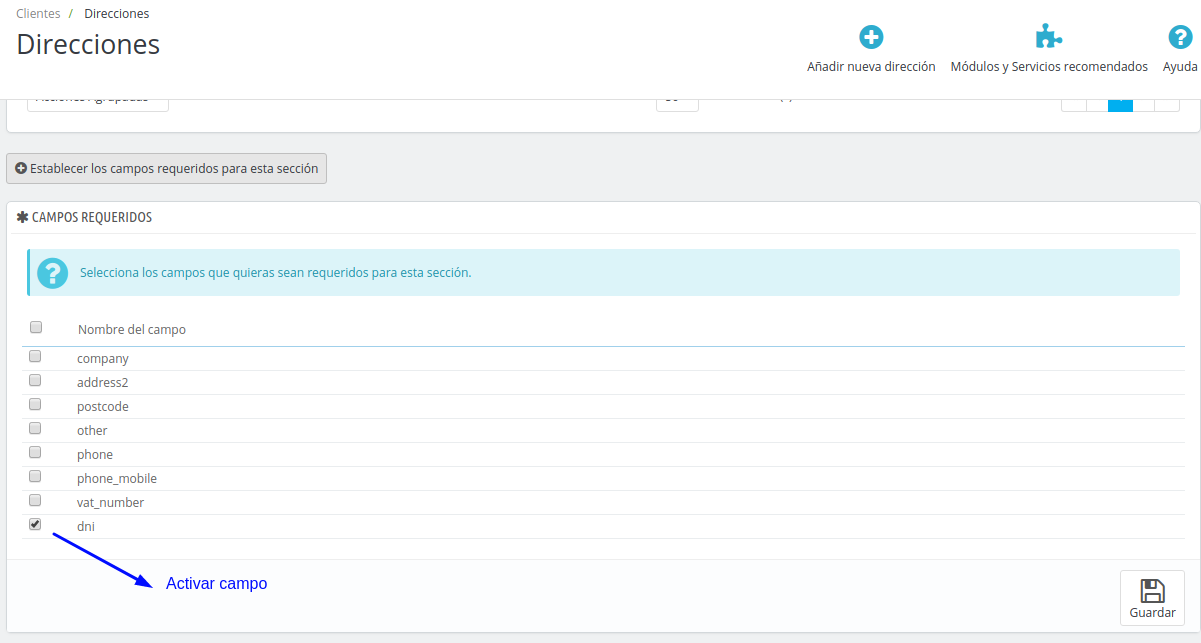 Clientes / Direcciones
Direcciones
Añadir nueva dirección
Módulos y Servicios recomendados
Ayuda
Establecer los campos requeridos para esta sección
CAMPOS REQUERIDOS
Selecciona los campos que quieras sean requeridos para esta sección.
Nombre del campo
company
address2
postcode
other
phone
phone_mobile
vat_number
dni
Activar campo
Guardar